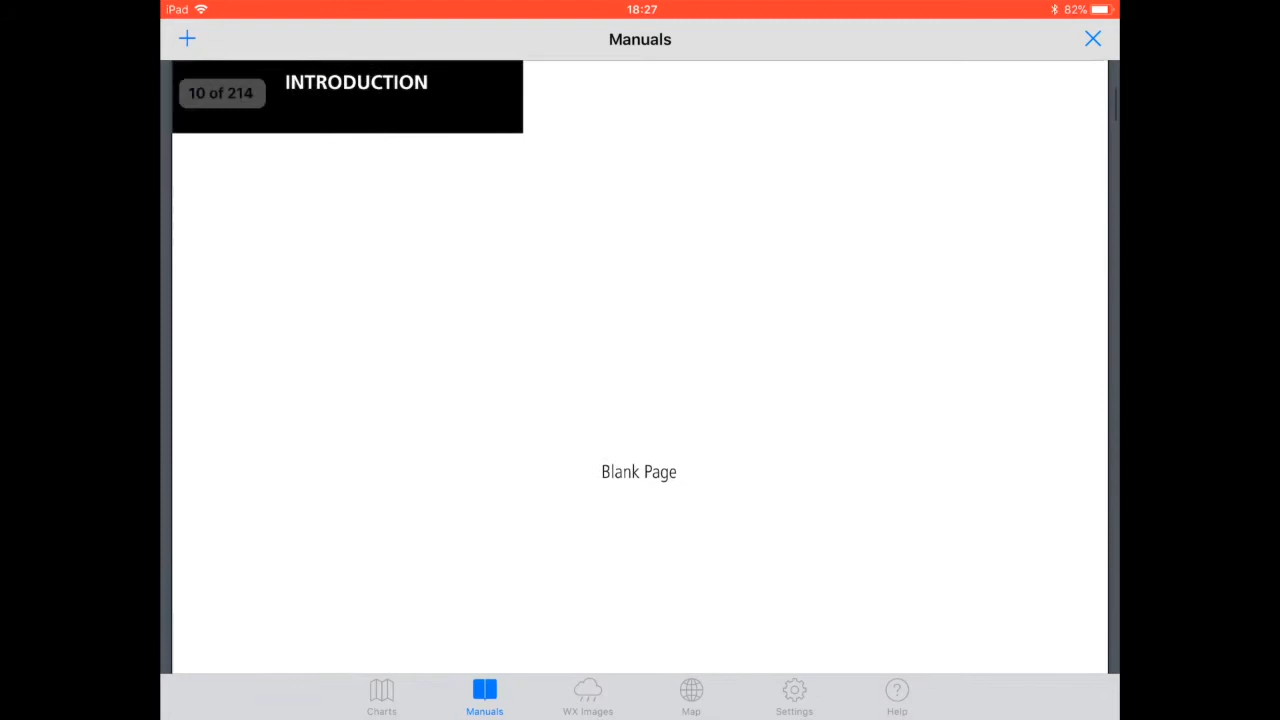 iPad 18:27 82%
Manuals
INTRODUCTION
10 of 214
Blank Page
Charts Manuals WX Images Map Settings Help